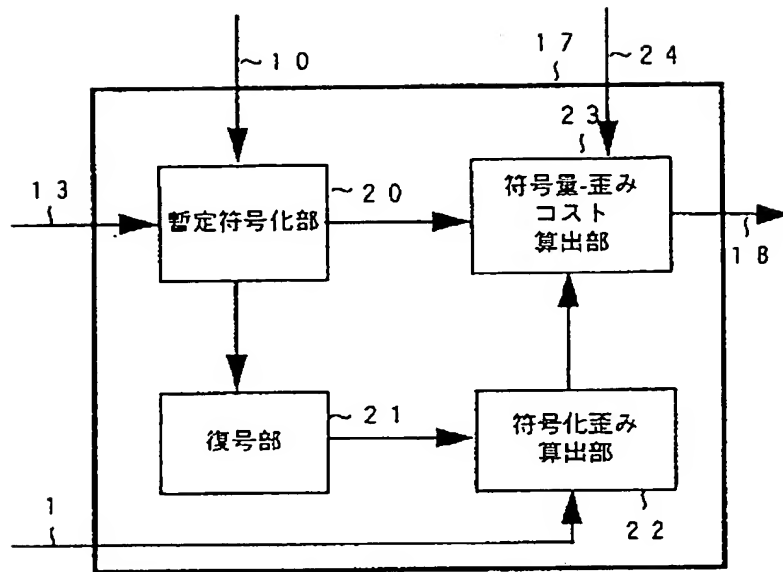 10
17
24
23
13
暫定符号化部
20
符号量-歪み
コスト
算出部
18
復号部
21
符号化歪み
算出部
1
22